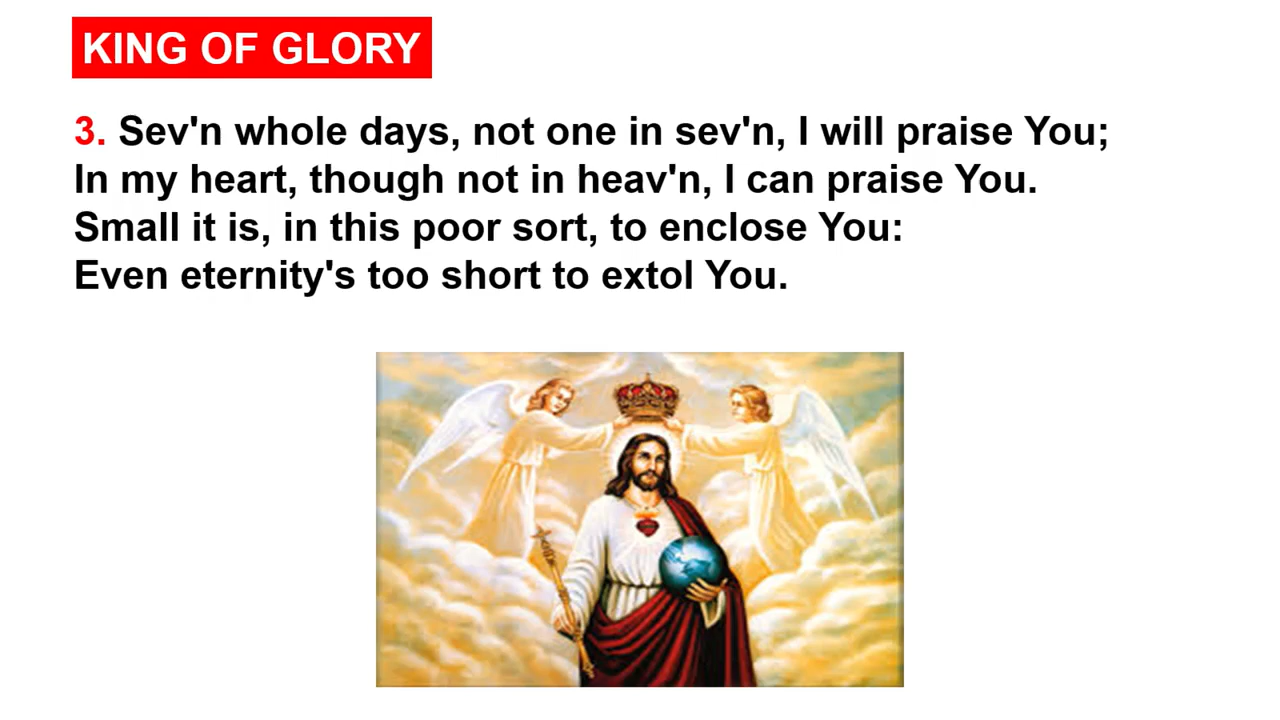 KING OF GLORY
3. Sev'n whole days, not one in sev'n, I will praise You;
In my heart, though not in heav'n, I can praise You.
Small it is, in this poor sort, to enclose You:
Even eternity's too short to extol You.